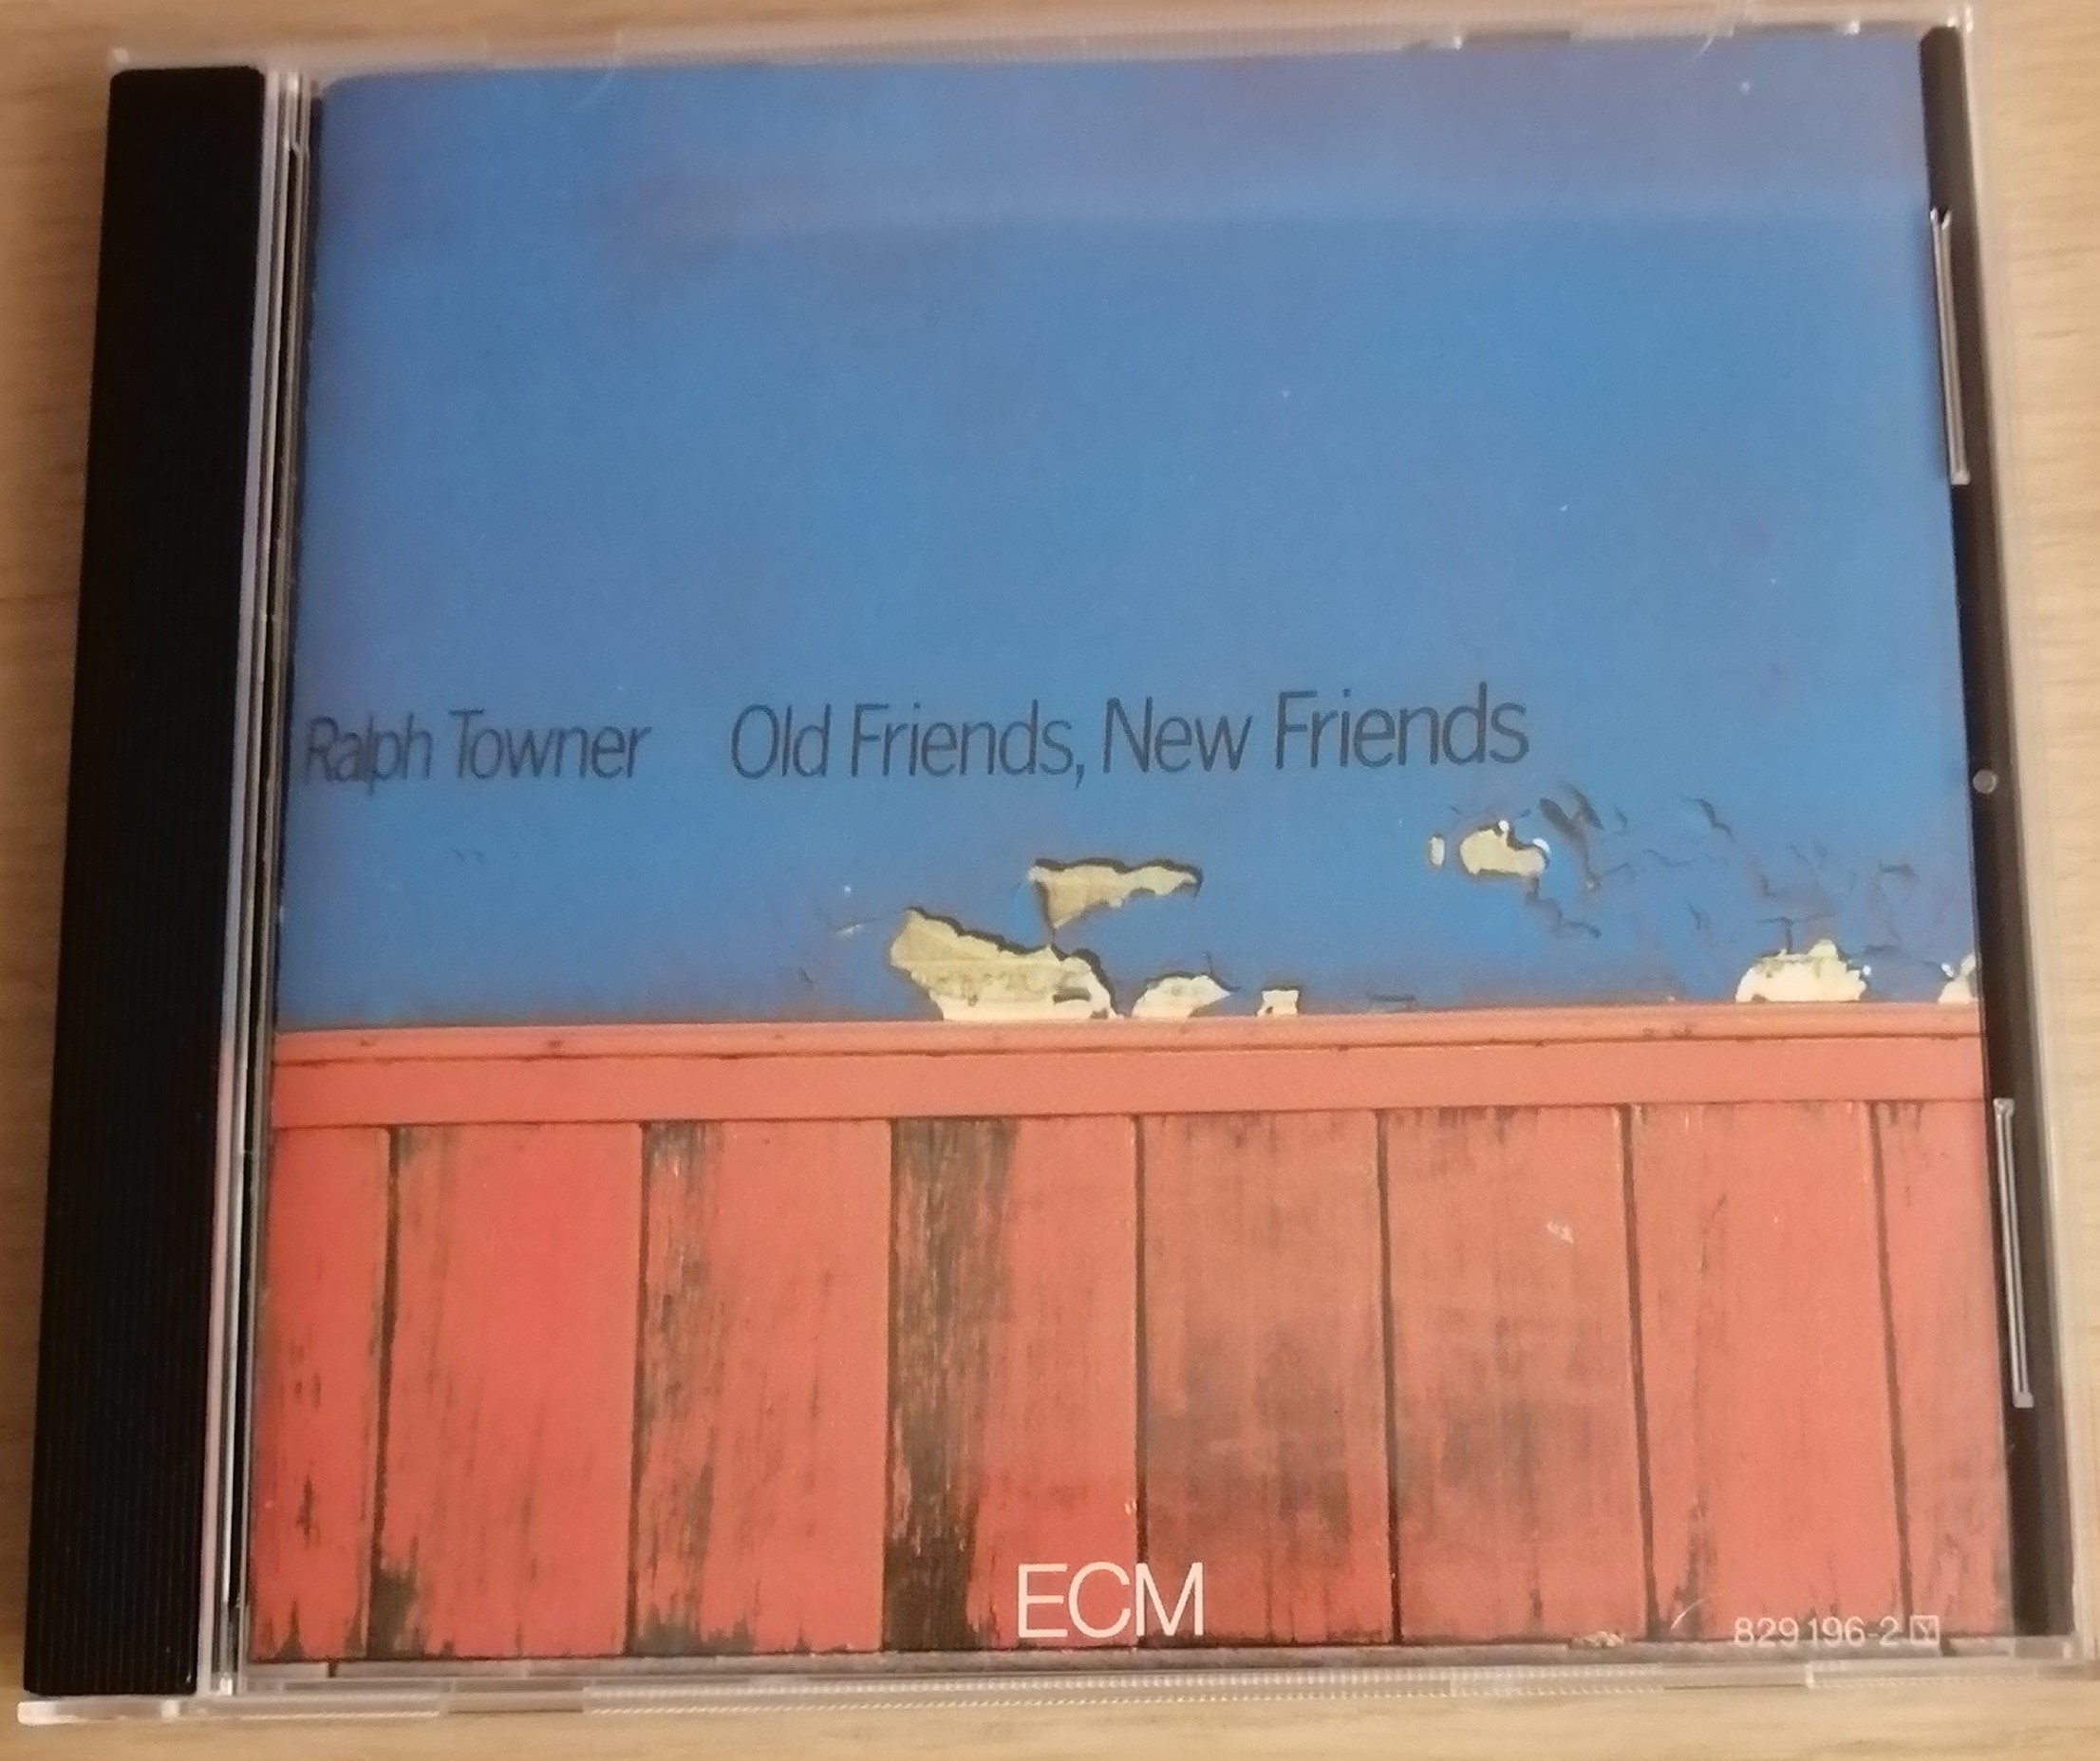 Ralph Towner Old Friends, New Friends
ECM
829 196-2 Y